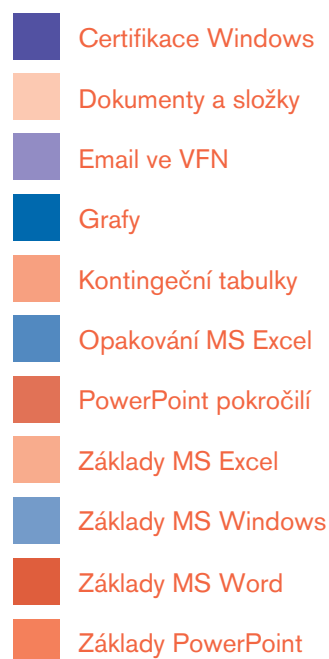 Certifikace Windows
Dokumenty a složky
Email ve VFN
Grafy
Kontingeční tabulky
Opakování MS Excel
PowerPoint pokročilí
Základy MS Excel
Základy MS Windows
Základy MS Word
Základy PowerPoint